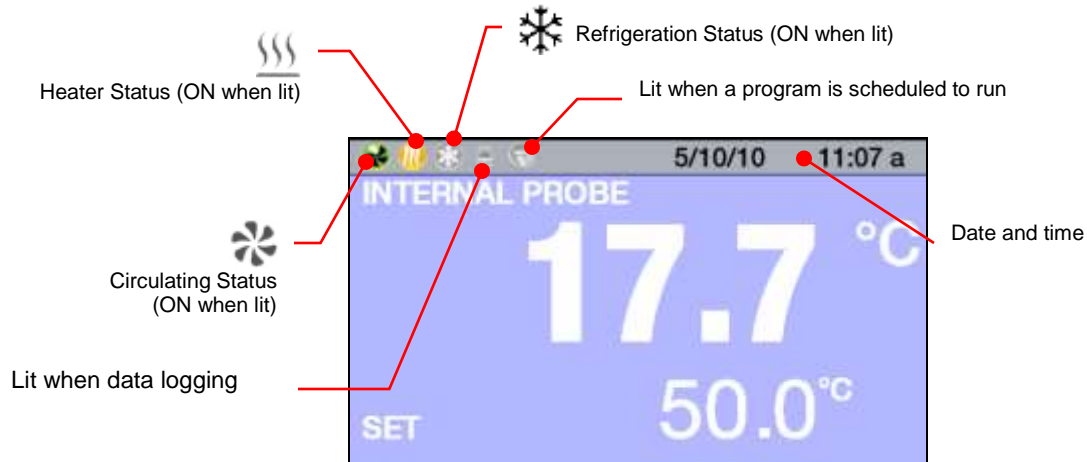 Refrigeration Status (ON when lit)
Heater Status (ON when lit)
Lit when a program is scheduled to run
5/10/10 11:07 a
INTERNAL PROBE
17.7 °C
Date and time
Circulating Status
(ON when lit)
Lit when data logging
SET 50.0°C